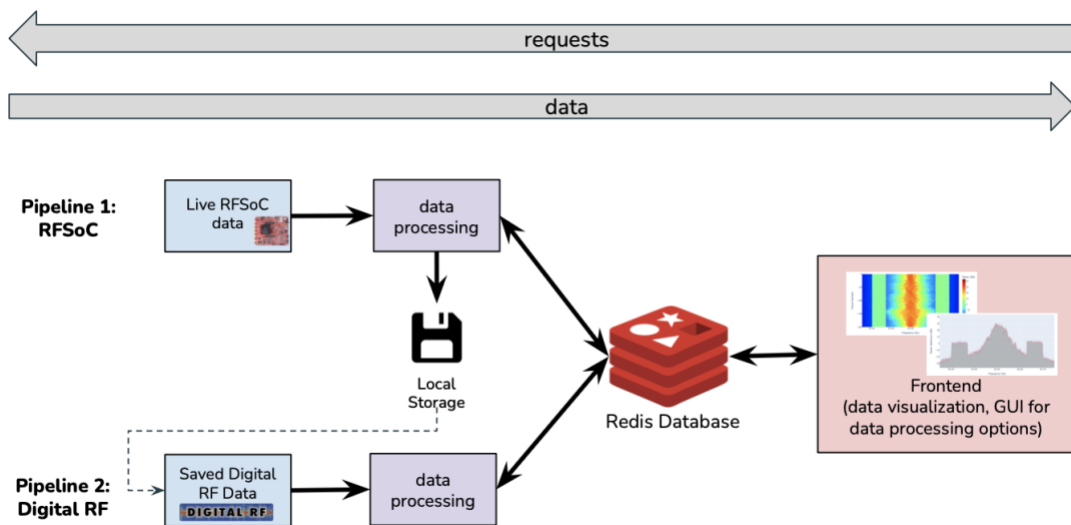 requests
data
Pipeline 1:
RFSoC
Live RFSoC
data
data
processing
Local
Storage
Redis Database
Frontend
(data visualization, GUI for
data processing options)
Pipeline 2:
Digital RF
Saved Digital
RF Data
DIGITAL RF
data
processing